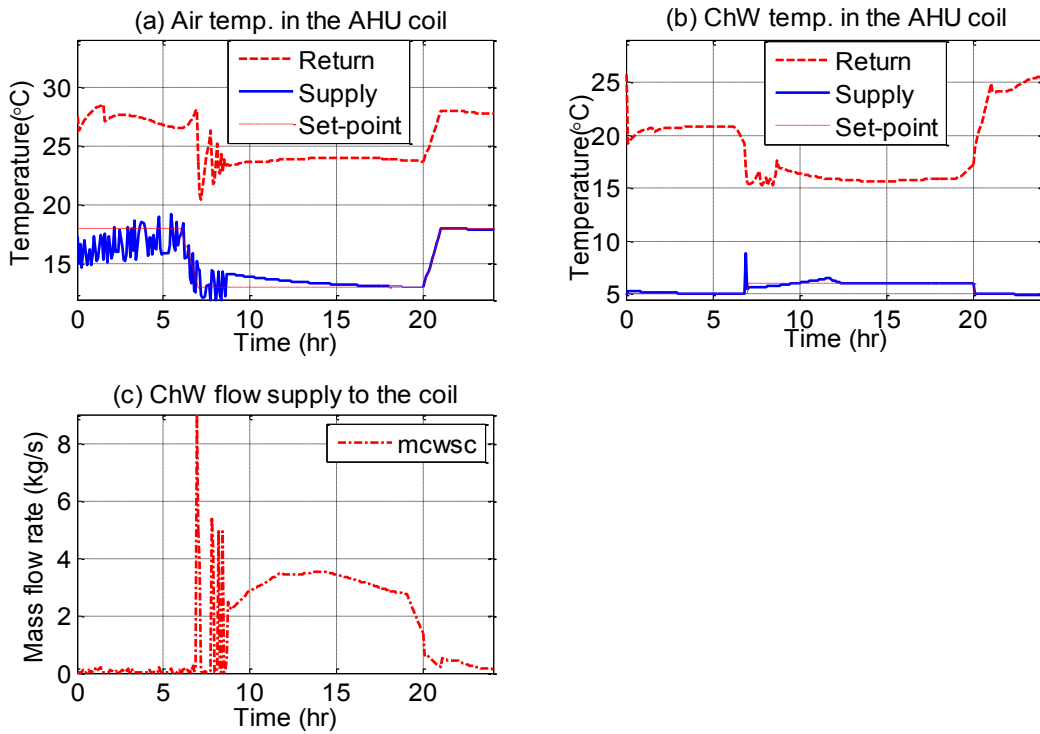 (a) Air temp. in the AHU coil
Temperature(°C)
30
25
20
15
Return
Supply
Set-point
0 5 10 15 20
Time (hr)
(b) ChW temp. in the AHU coil
Temperature(°C)
25
20
15
10
5
Return
Supply
Set-point
0 5 10 15 20
Time (hr)
(c) ChW flow supply to the coil
Mass flow rate (kg/s)
8
6
4
2
0
mcwsc
0 5 10 15 20
Time (hr)